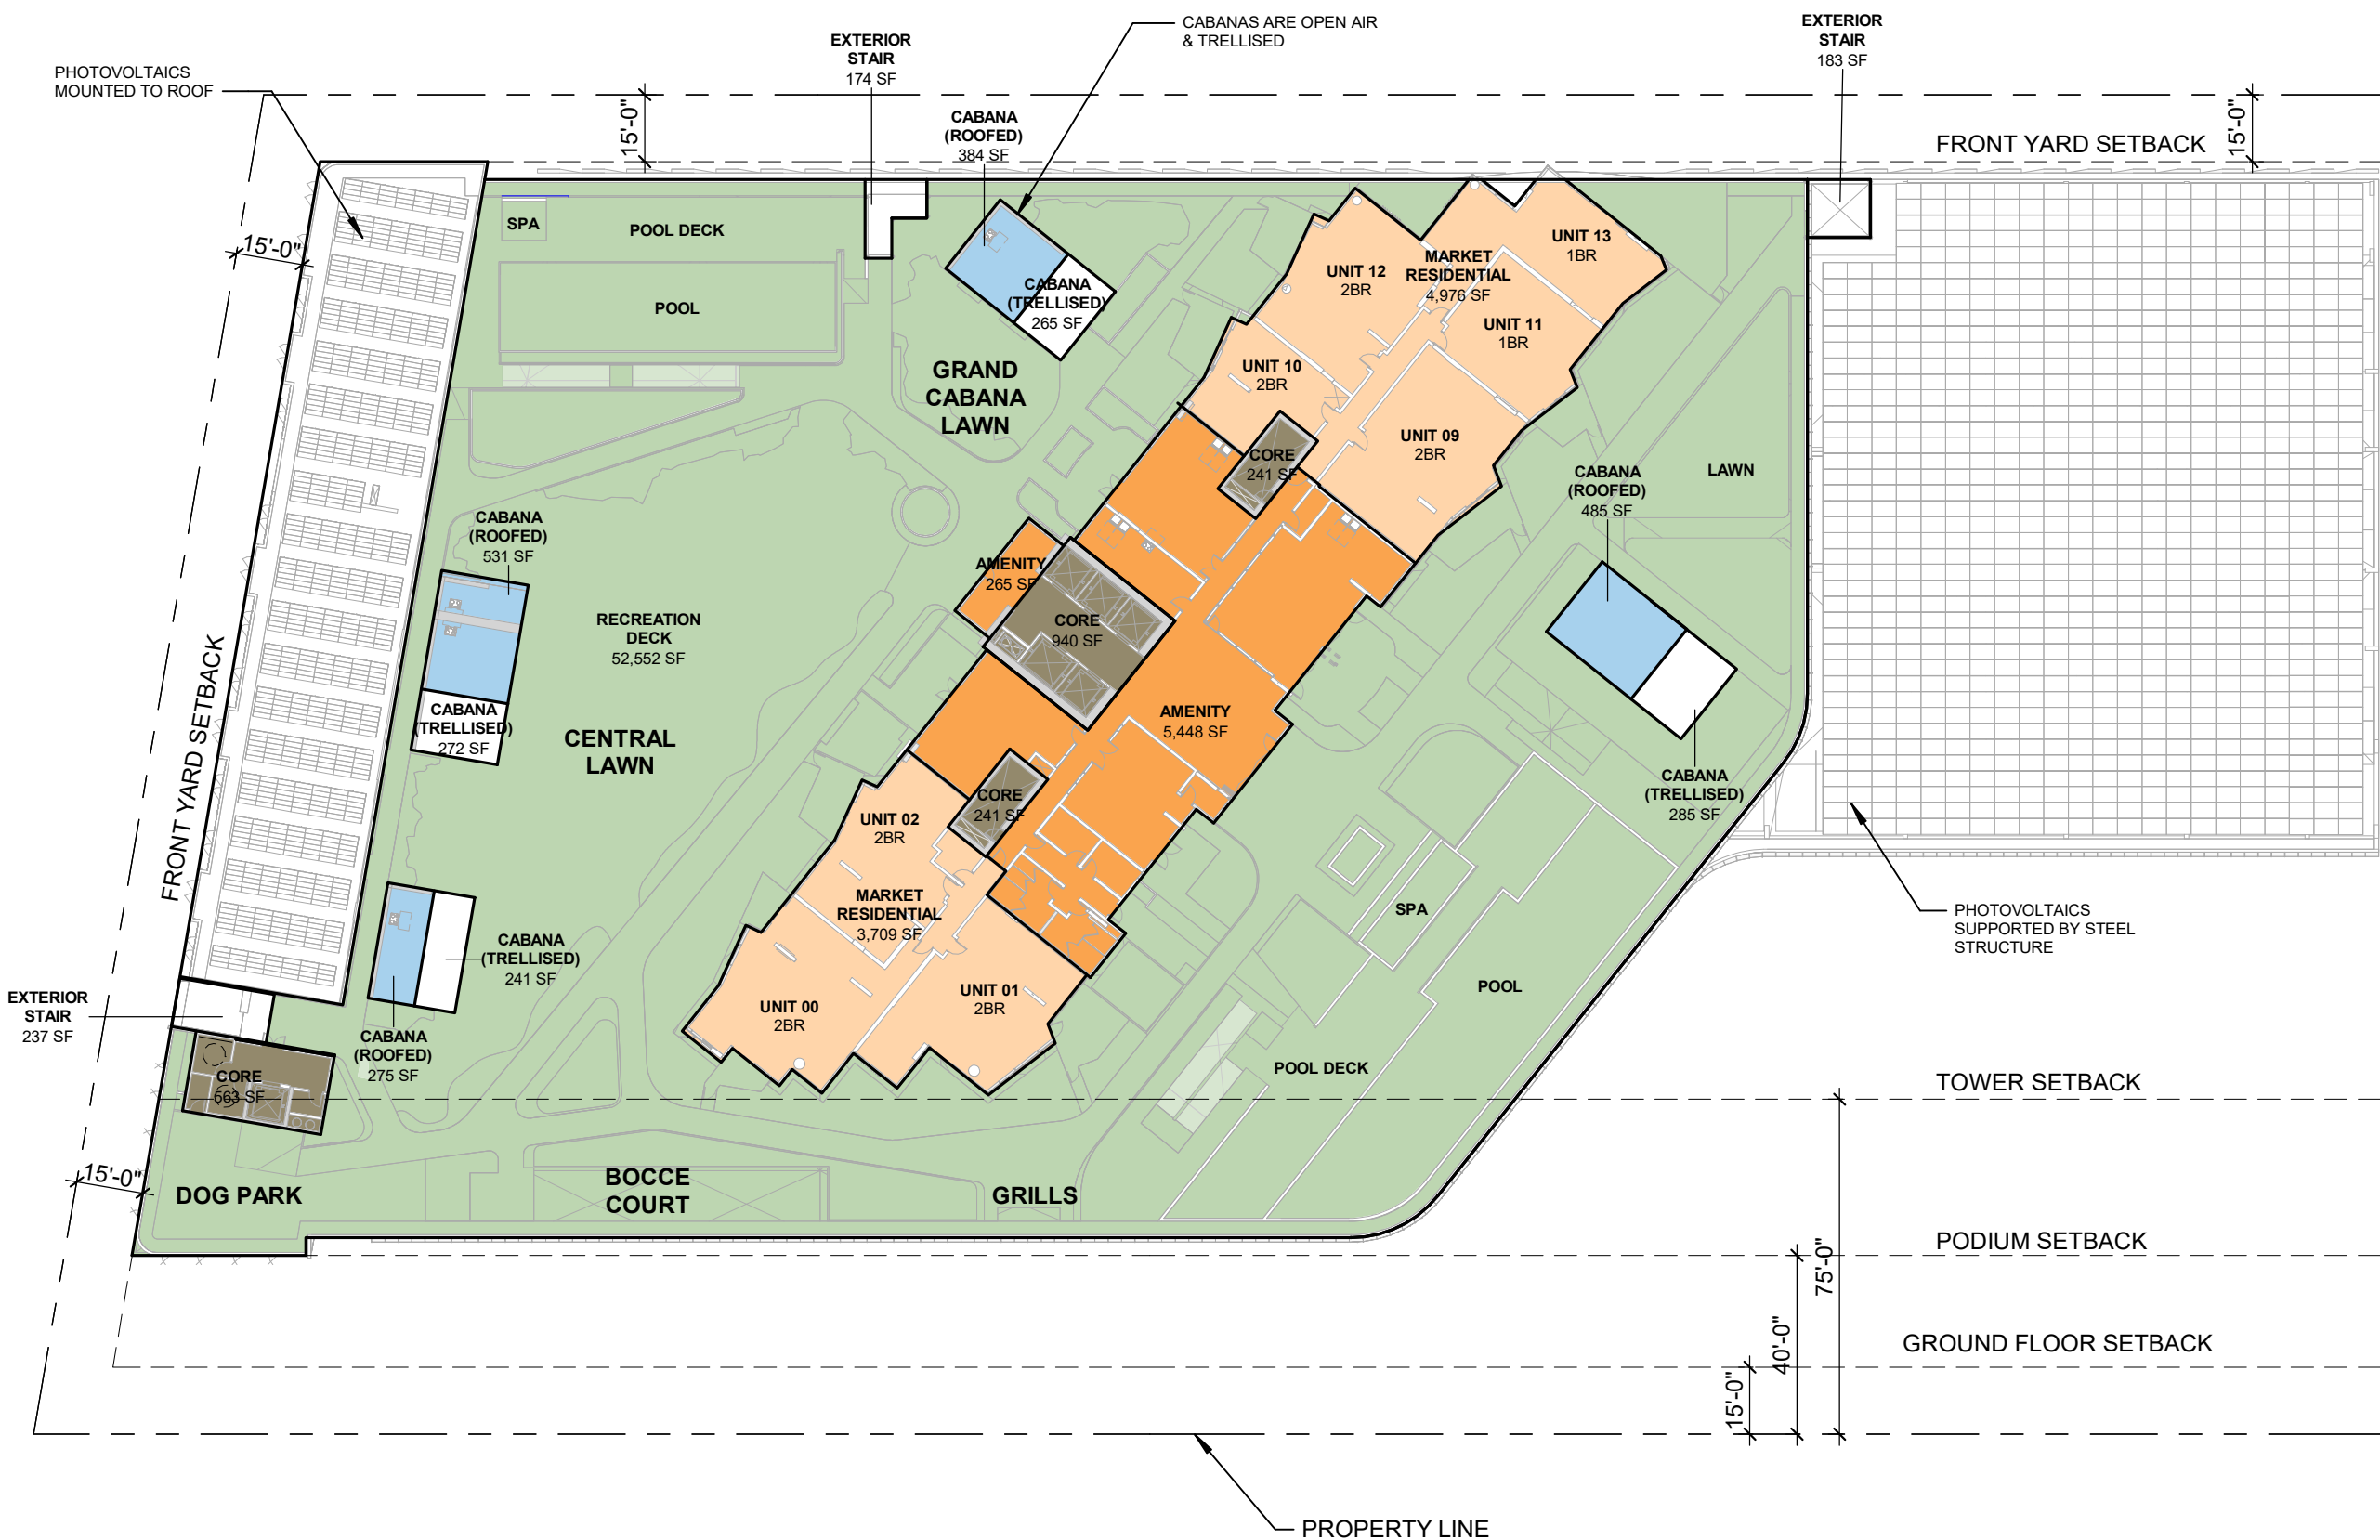 CABANAS ARE OPEN AIR
& TRELLISED
EXTERIOR
STAIR
183 SF
EXTERIOR
STAIR
174 SF
PHOTOVOLTAICS
MOUNTED TO ROOF
15'-0"
CABANA
(ROOFED)
384 SF
15'-0"
FRONT YARD SETBACK
15'-0"
SPA
POOL DECK
POOL
CABANA
(TRELLISED)
265 SF
GRAND
CABANA
LAWN
UNIT 12
2BR
MARKET
RESIDENTIAL
4,976 SF
UNIT 13
1BR
UNIT 11
1BR
UNIT 10
2BR
UNIT 09
2BR
CORE
241 SF
CABANA
(ROOFED)
485 SF
LAWN
CABANA
(ROOFED)
531 SF
AMENITY
265 SF
CORE
940 SF
RECREATION
DECK
52,552 SF
CABANA
(TRELLISED)
272 SF
CENTRAL
LAWN
AMENITY
5,448 SF
FRONT YARD SETBACK
CORE
241 SF
CABANA
(TRELLISED)
285 SF
UNIT 02
2BR
MARKET
RESIDENTIAL
3,709 SF
SPA
PHOTOVOLTAICS
SUPPORTED BY STEEL
STRUCTURE
CABANA
(TRELLISED)
241 SF
EXTERIOR
STAIR
237 SF
UNIT 00
2BR
UNIT 01
2BR
POOL
CABANA
(ROOFED)
275 SF
CORE
563 SF
POOL DECK
TOWER SETBACK
15'-0"
DOG PARK
BOCCE
COURT
GRILLS
PODIUM SETBACK
75'-0"
40'-0"
GROUND FLOOR SETBACK
15'-0"
PROPERTY LINE